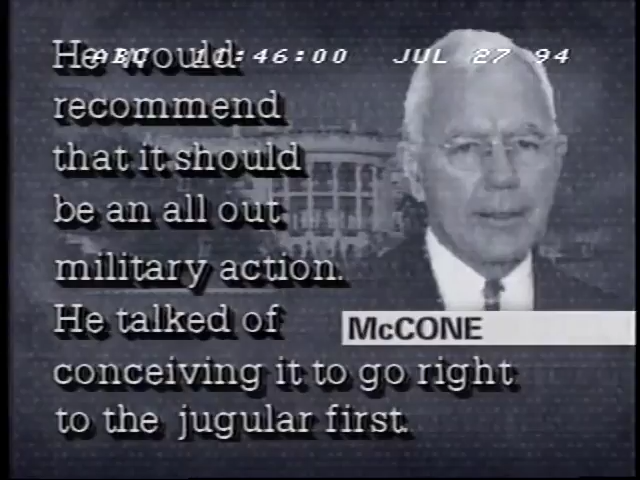 ABC 11:46:00 JUL 27 94
He would
recommend
that it should
be an all out
military action.
He talked of
conceiving it to go right
to the jugular first.
McCONE